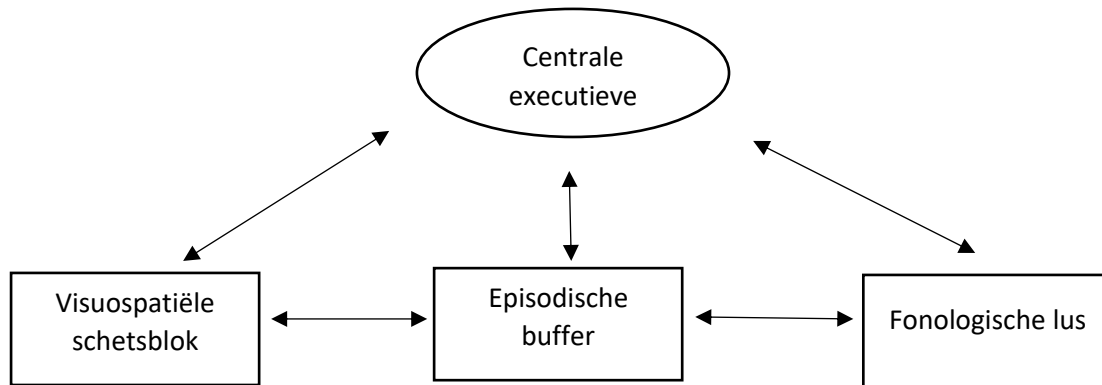 Centrale
executieve
Visuospatiële
schetsblok
Episodische
buffer
Fonologische lus